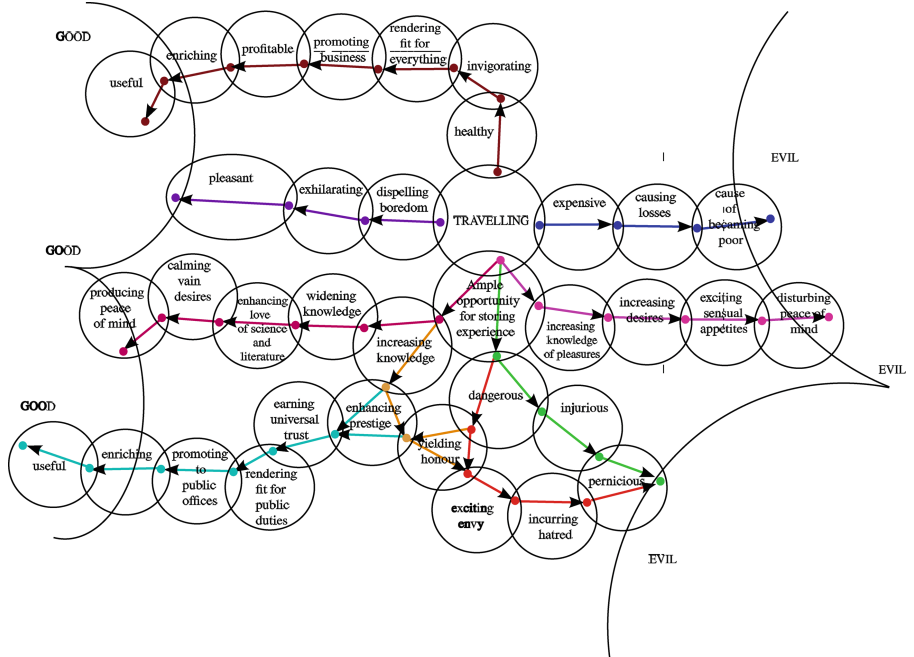 GOOD
useful
enriching
profitable
promoting
business
rendering
fit for
everything
invigorating
healthy
EVIL
pleasant
exhilarating
dispelling
boredom
TRAVELLING
expensive
causing
losses
cause
of
becaming
poor
GOOD
producing
peace
of mind
calming
vain
desires
enhancing
love
of science
and
literature
widening
knowledge
increasing
knowledge
Ample
opportunity
for storing
experience
increasing
knowledge
of pleasures
increasing
desires
exciting
sensual
appetites
disturbing
peace of
mind
EVIL
GOOD
useful
enriching
promoting
to
public
offices
rendering
fit for
public
duties
earning
universal
trust
enhancing
prestige
yielding
honour
dangerous
injurious
pernicious
exciting
envy
incurring
hatred
EVIL